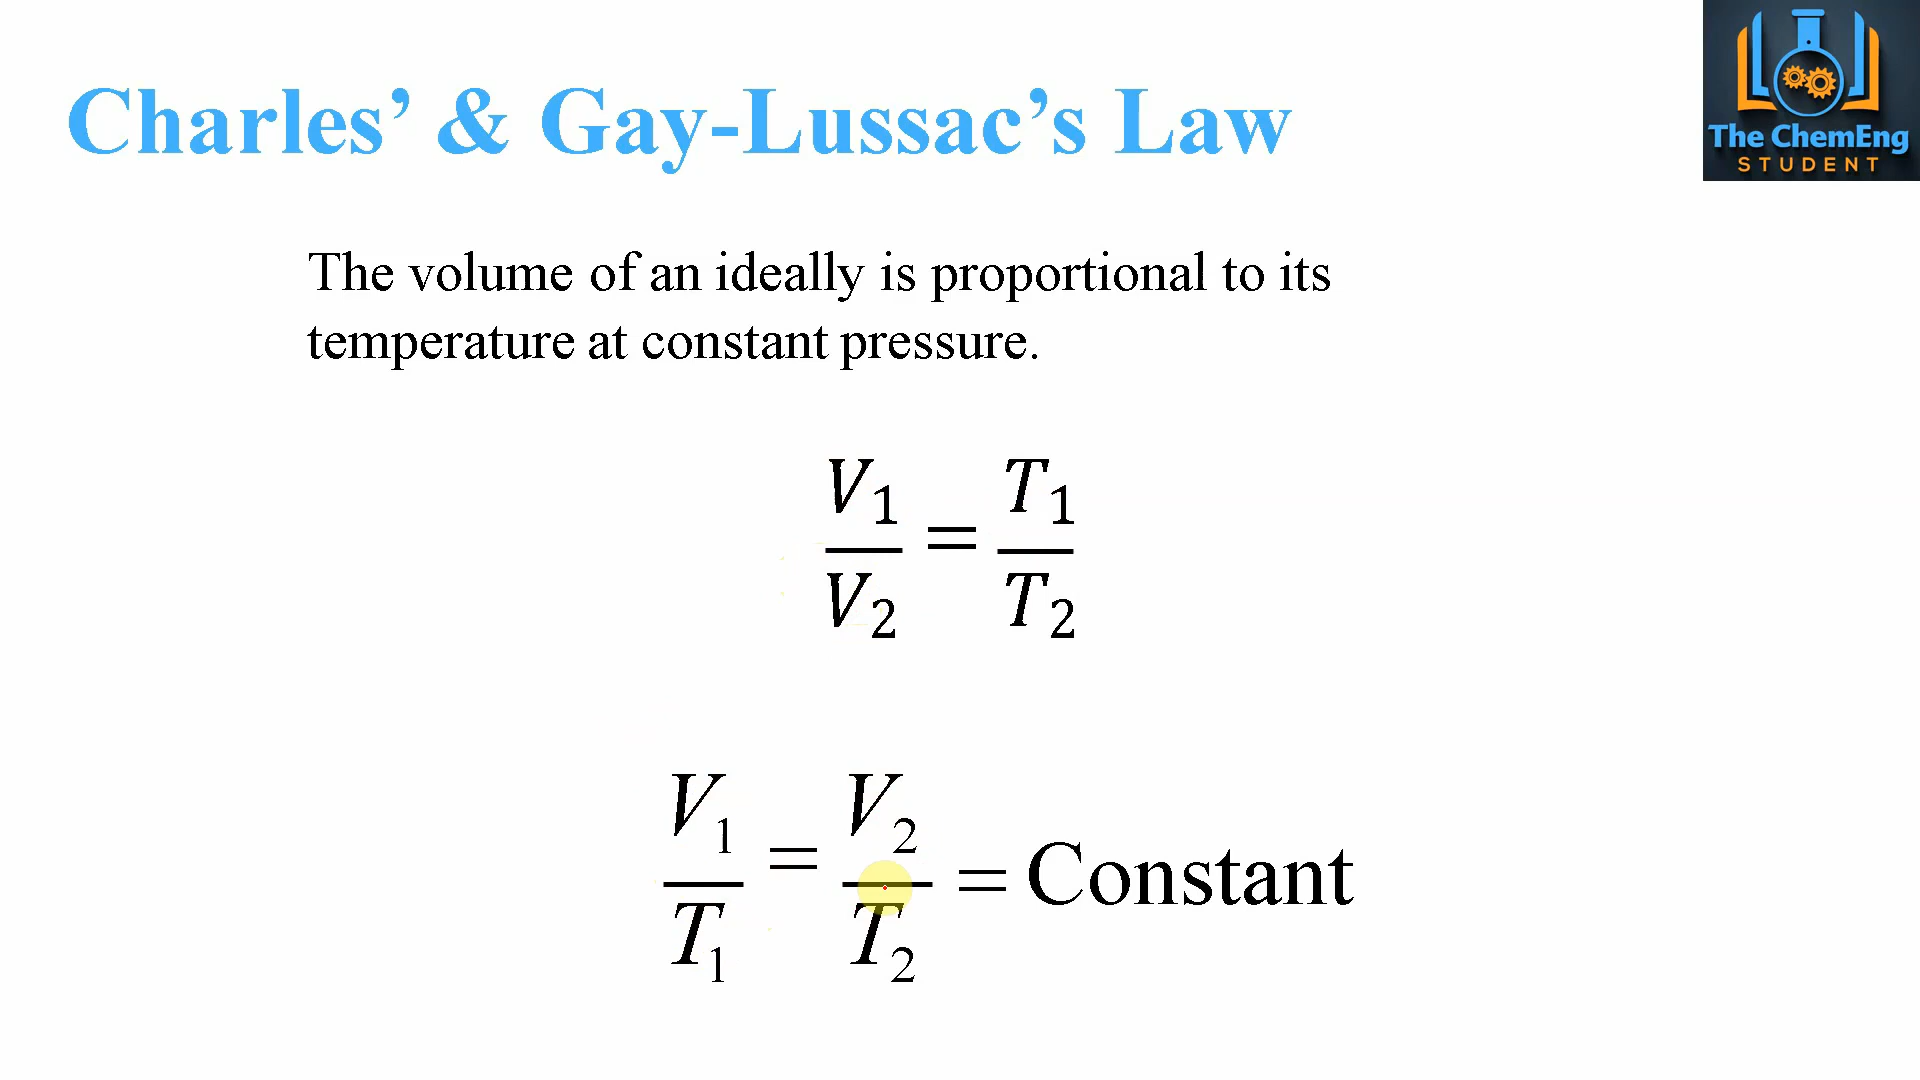 Charles’ & Gay-Lussac’s Law
The ChemEng
STUDENT
The volume of an ideally is proportional to its
temperature at constant pressure.
V₁/V₂ = T₁/T₂
V₁/T₁ = V₂/T₂ = Constant